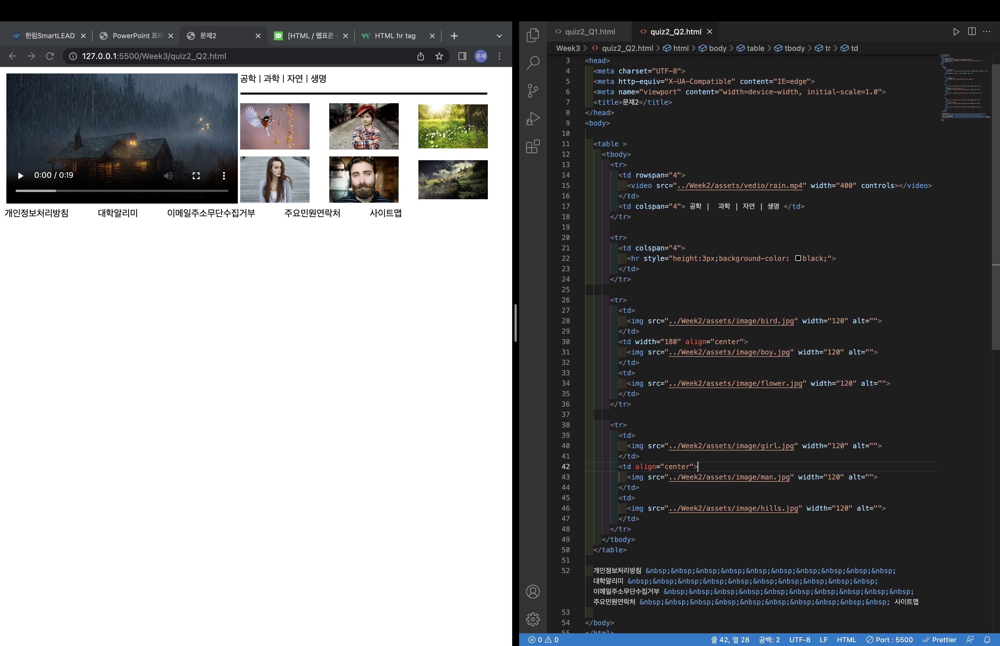 한림SmartLEAD
PowerPoint 프레
문제2
[HTML / 웹표준
HTML hr tag
127.0.0.1:5500/Week3/quiz2_Q2.html
은재
공학 | 과학 | 자연 | 생명
0:00 / 0:19
개인정보처리방침 대학알리미 이메일주소무단수집거부 주요민원연락처 사이트맵
quiz2_Q1.html
quiz2_Q2.html
Week3 > quiz2_Q2.html > html > body > table > tbody > tr > td
3 <head>
4 <meta charset="UTF-8">
5 <meta http-equiv="X-UA-Compatible" content="IE=edge">
6 <meta name="viewport" content="width=device-width, initial-scale=1.0">
7 <title>문제2</title>
8 </head>
9 <body>
10
11 <table >
12 <tbody>
13 <tr>
14 <td rowspan="4">
15 <video src="../Week2/assets/vedio/rain.mp4" width="400" controls></video>
16 </td>
17 <td colspan="4"> 공학 | 과학 | 자연 | 생명 </td>
18 </tr>
19
20 <tr>
21 <td colspan="4">
22 <hr style="height:3px;background-color: black;">
23 </td>
24 </tr>
25
26 <tr>
27 <td>
28 <img src="../Week2/assets/image/bird.jpg" width="120" alt="">
29 </td>
30 <td width="180" align="center">
31 <img src="../Week2/assets/image/boy.jpg" width="120" alt="">
32 </td>
33 <td>
34 <img src="../Week2/assets/image/flower.jpg" width="120" alt="">
35 </td>
36 </tr>
37
38 <tr>
39 <td>
40 <img src="../Week2/assets/image/girl.jpg" width="120" alt="">
41 </td>
42 <td align="center">
43 <img src="../Week2/assets/image/man.jpg" width="120" alt="">
44 </td>
45 <td>
46 <img src="../Week2/assets/image/hills.jpg" width="120" alt="">
47 </td>
48 </tr>
49 </tbody>
50 </table>
51
52 개인정보처리방침 &nbsp;&nbsp;&nbsp;&nbsp;&nbsp;&nbsp;&nbsp;&nbsp;&nbsp;&nbsp;
대학알리미 &nbsp;&nbsp;&nbsp;&nbsp;&nbsp;&nbsp;&nbsp;&nbsp;&nbsp;&nbsp;
이메일주소무단수집거부 &nbsp;&nbsp;&nbsp;&nbsp;&nbsp;&nbsp;&nbsp;&nbsp;&nbsp;&nbsp;
주요민원연락처 &nbsp;&nbsp;&nbsp;&nbsp;&nbsp;&nbsp;&nbsp;&nbsp;&nbsp;&nbsp; 사이트맵
53
54 </body>
55 </html>
0 0
줄 42, 열 28 공백: 2 UTF-8 LF HTML Port : 5500 Prettier